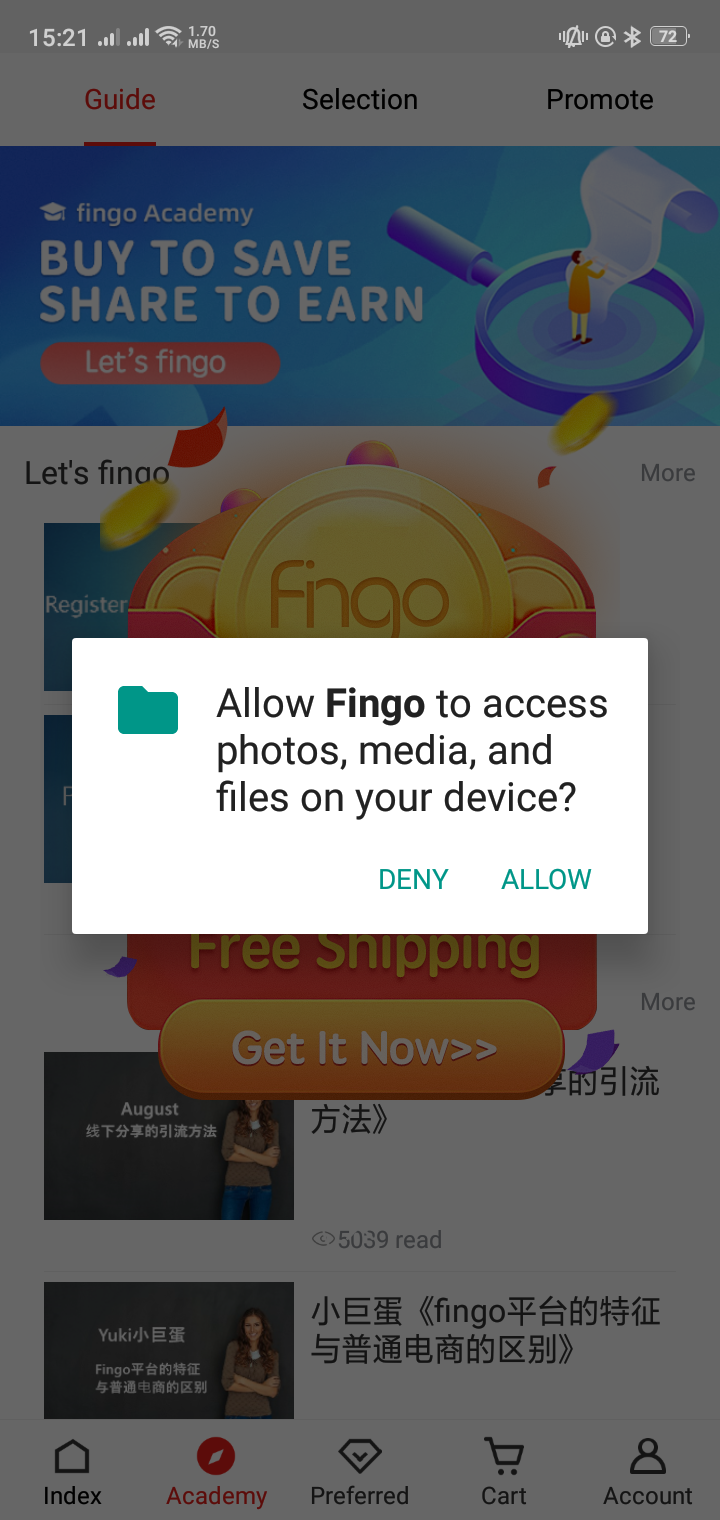 15:21
1.70
MB/S
72
Guide Selection Promote
fingo Academy
BUY TO SAVE
SHARE TO EARN
Let's fingo
Let's fingo More
Register
Fingo
Allow Fingo to access
photos, media, and
files on your device?
DENY ALLOW
Free Shipping
Get It Now>>
More
August
线下分享的引流方法
享的引流
方法》
5039 read
Yuki小巨蛋
Fingo平台的特征
与普通电商的区别
小巨蛋《fingo平台的特征
与普通电商的区别》
Index Academy Preferred Cart Account